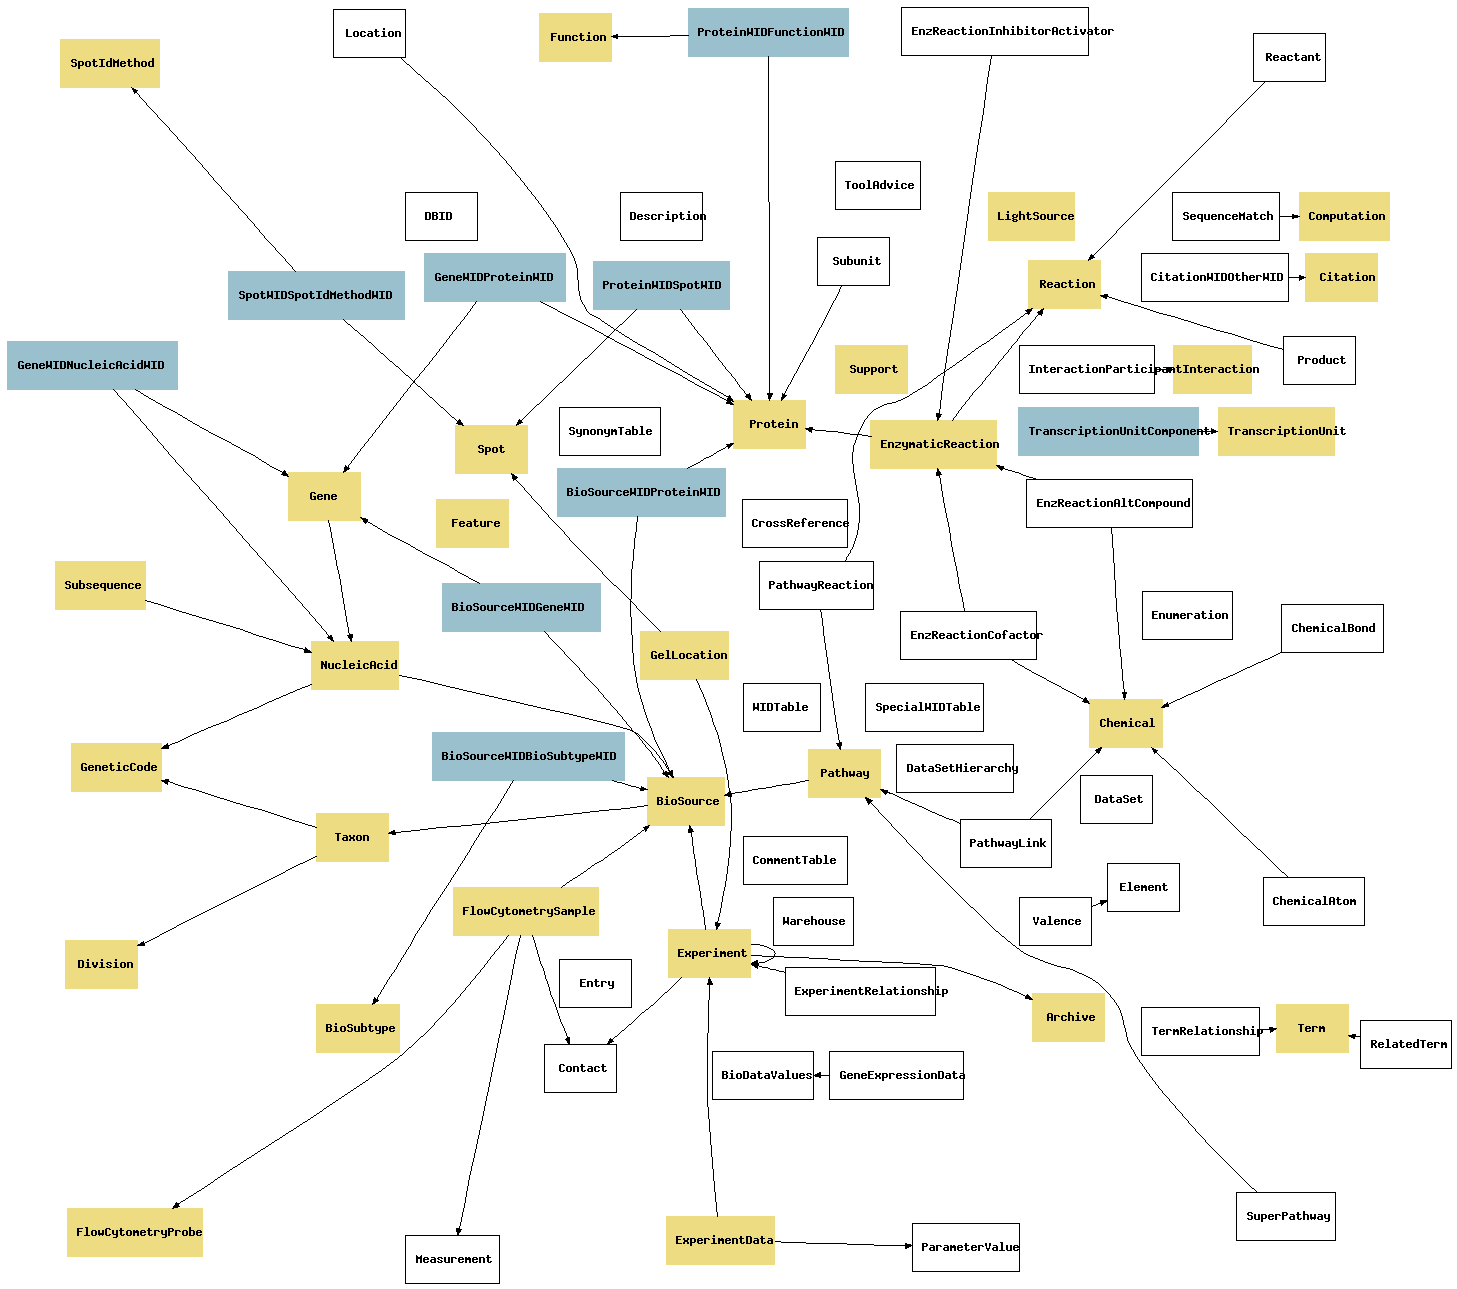 Location
Function
ProteinWIDFunctionWID
EnzReactionInhibitorActivator
SpotIdMethod
Reactant
ToolAdvice
DBID
Description
LightSource
SequenceMatch
Computation
Subunit
GeneWIDProteinWID
ProteinWIDSpotWID
SpotWIDSpotIdMethodWID
Reaction
CitationWIDOtherWID
Citation
GeneWIDNucleicAcidWID
Support
InteractionParticipant
Interaction
Product
SynonymTable
Protein
EnzymaticReaction
TranscriptionUnitComponent
TranscriptionUnit
Spot
Gene
BioSourceWIDProteinWID
EnzReactionAltCompound
Feature
CrossReference
Subsequence
PathwayReaction
BioSourceWIDGeneWID
EnzReactionCofactor
Enumeration
ChemicalBond
NucleicAcid
GelLocation
WIDTable
SpecialWIDTable
Chemical
GeneticCode
BioSourceWIDBioSubtypeWID
Pathway
DataSetHierarchy
BioSource
DataSet
Taxon
PathwayLink
CommentTable
Element
FlowCytometrySample
ChemicalAtom
Warehouse
Valence
Division
Experiment
Entry
ExperimentRelationship
Archive
BioSubtype
TermRelationship
Term
RelatedTerm
Contact
BioDataValues
GeneExpressionData
SuperPathway
FlowCytometryProbe
ExperimentData
ParameterValue
Measurement